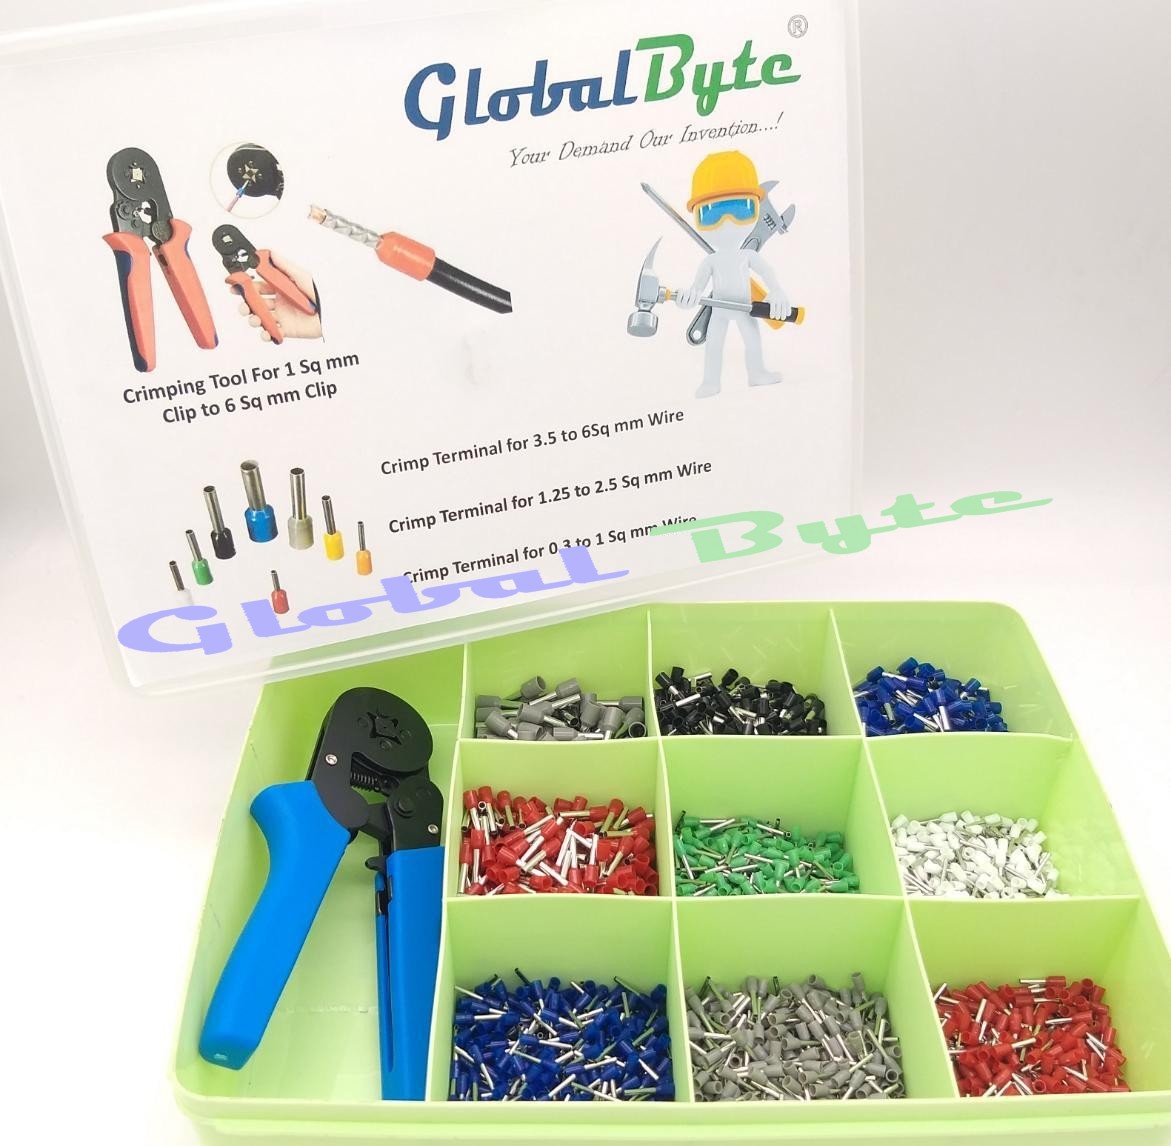 GlobalByte®
Your Demand Our Invention...!
Crimping Tool For 1 Sq mm
Clip to 6 Sq mm Clip
Crimp Terminal for 3.5 to 6Sq mm Wire
Crimp Terminal for 1.25 to 2.5 Sq mm Wire
Crimp Terminal for 0.3 to 1 Sq mm Wire
Global Byte